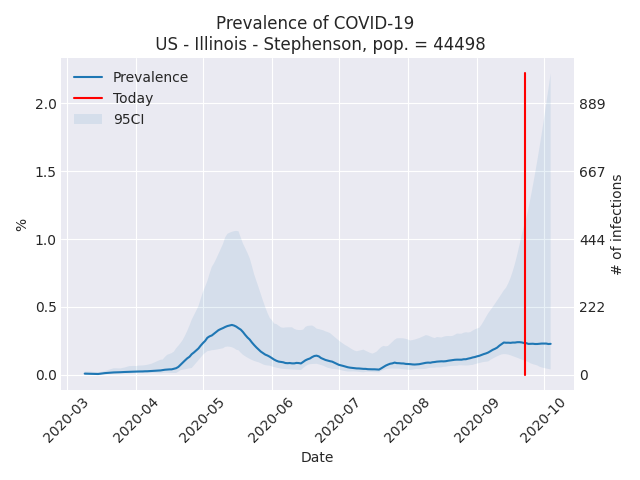 Prevalence of COVID-19
US - Illinois - Stephenson, pop. = 44498
Prevalence
Today
95CI
2.0
1.5
1.0
0.5
0.0
%
889
667
444
222
0
# of infections
2020-03
2020-04
2020-05
2020-06
2020-07
2020-08
2020-09
2020-10
Date